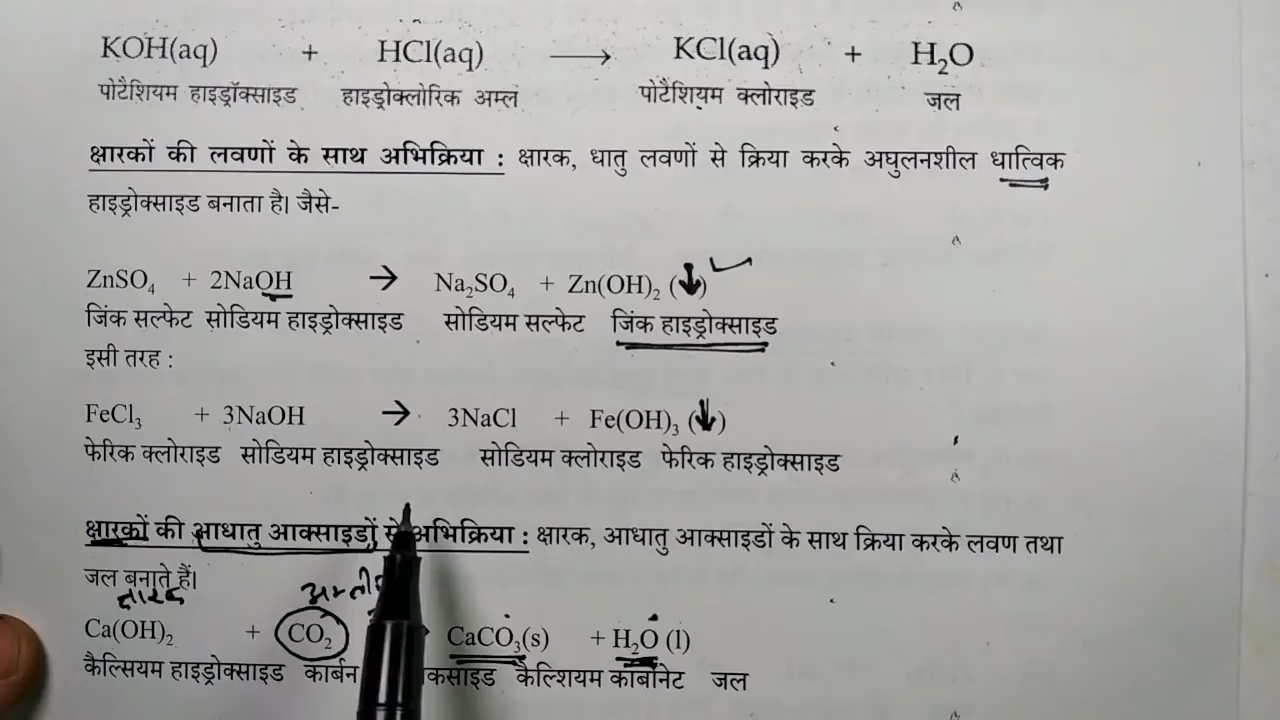 KOH(aq) + HCl(aq) ⟶ KCl(aq) + H₂O
पोटैशियम हाइड्रॉक्साइड हाइड्रोक्लोरिक अम्ल पोटैशियम क्लोराइड जल
क्षारकों की लवणों के साथ अभिक्रिया : क्षारक, धातु लवणों से क्रिया करके अघुलनशील धात्विक
हाइड्रोक्साइड बनाता है। जैसे-
ZnSO₄ + 2NaOH → Na₂SO₄ + Zn(OH)₂ (↓) ✓
जिंक सल्फेट सोडियम हाइड्रोक्साइड सोडियम सल्फेट जिंक हाइड्रोक्साइड
इसी तरह :
FeCl₃ + 3NaOH → 3NaCl + Fe(OH)₃ (↓)
फेरिक क्लोराइड सोडियम हाइड्रोक्साइड सोडियम क्लोराइड फेरिक हाइड्रोक्साइड
क्षारकों की आधातु आक्साइडों से अभिक्रिया : क्षारक, आधातु आक्साइडों के साथ क्रिया करके लवण तथा
जल बनाते हैं।
Ca(OH)₂ + CO₂ CaCO₃(s) + H₂O (l)
कैल्सियम हाइड्रोक्साइड कार्बन कैल्शियम कार्बोनेट जल